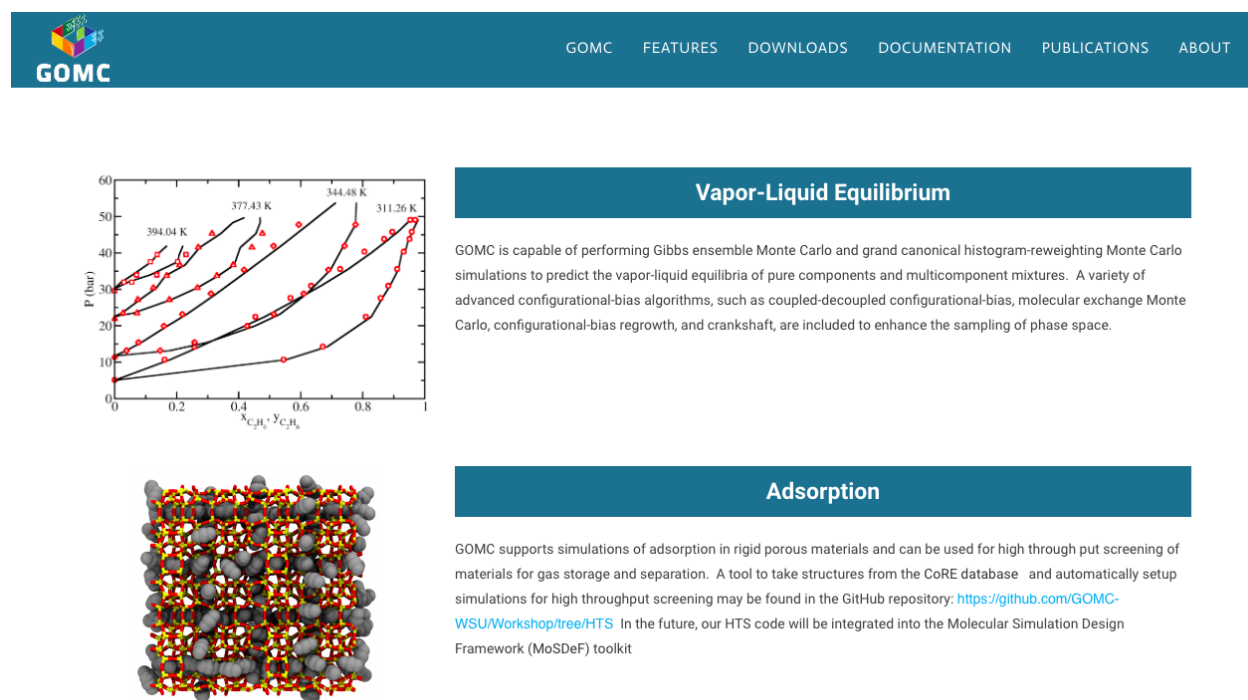 GOMC
GOMC FEATURES DOWNLOADS DOCUMENTATION PUBLICATIONS ABOUT
Vapor-Liquid Equilibrium
GOMC is capable of performing Gibbs ensemble Monte Carlo and grand canonical histogram-reweighting Monte Carlo
simulations to predict the vapor-liquid equilibria of pure components and multicomponent mixtures. A variety of
advanced configurational-bias algorithms, such as coupled-decoupled configurational-bias, molecular exchange Monte
Carlo, configurational-bias regrowth, and crankshaft, are included to enhance the sampling of phase space.
60
50
40
30
20
10
0
P (bar)
394.04 K
377.43 K
344.48 K
311.26 K
0 0.2 0.4 0.6 0.8 1
x C2H6, y C2H6
Adsorption
GOMC supports simulations of adsorption in rigid porous materials and can be used for high through put screening of
materials for gas storage and separation. A tool to take structures from the CoRE database and automatically setup
simulations for high throughput screening may be found in the GitHub repository: https://github.com/GOMC-
WSU/Workshop/tree/HTS In the future, our HTS code will be integrated into the Molecular Simulation Design
Framework (MoSDeF) toolkit